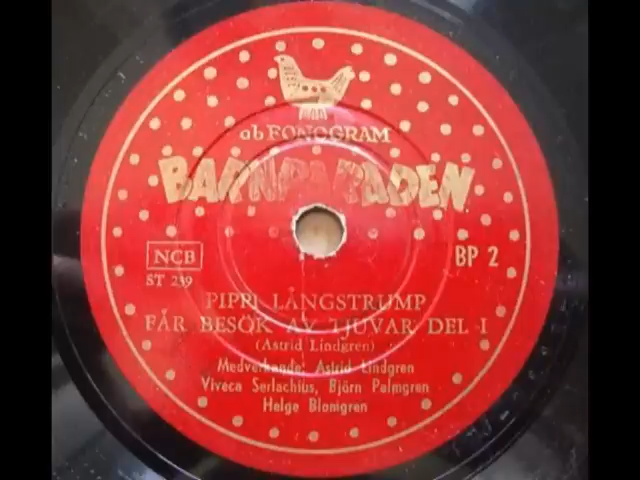 ab FONOGRAM
BARNPARADEN
NCB
BP 2
ST 239
PIPPI LÅNGSTRUMP
FÅR BESÖK AV TJUVAR DEL I
(Astrid Lindgren)
Medverkande: Astrid Lindgren
Viveca Serlachius, Björn Palmgren
Helge Blomgren